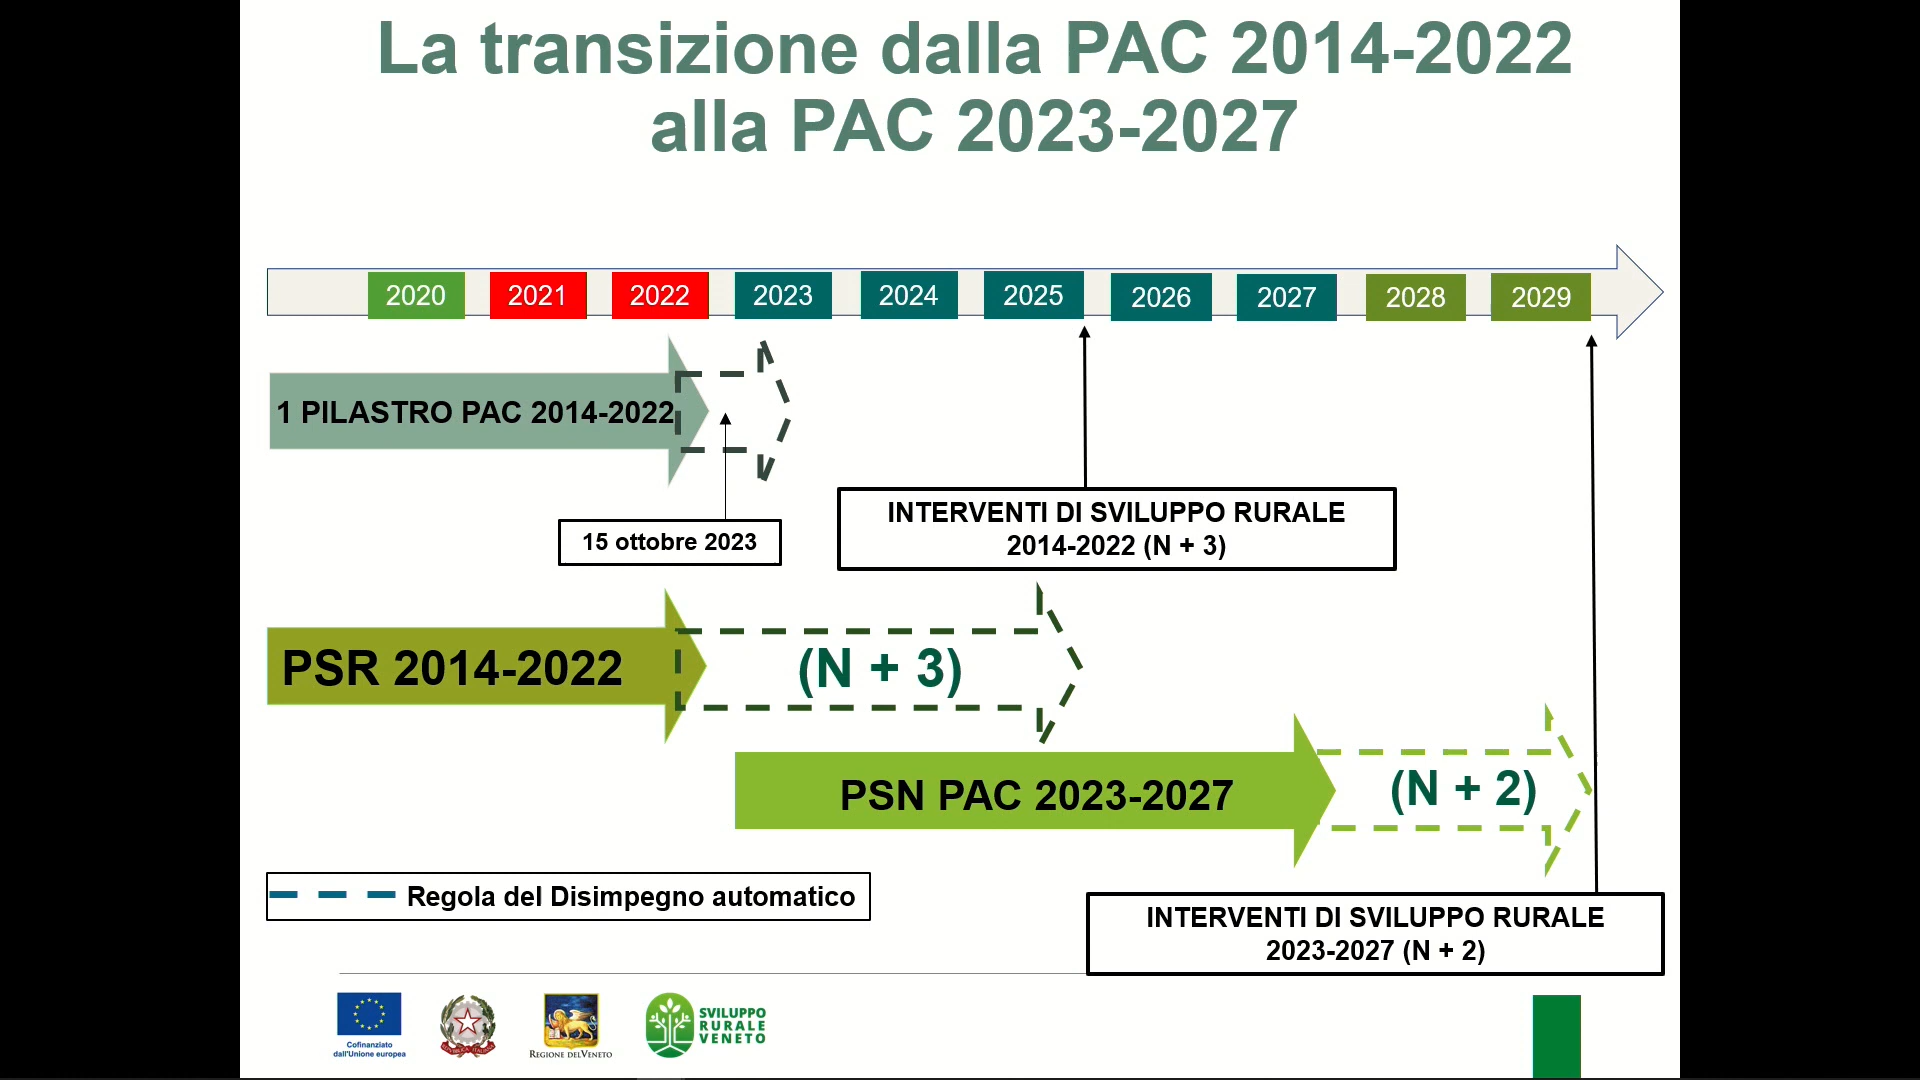 La transizione dalla PAC 2014-2022
alla PAC 2023-2027
2020 2021 2022 2023 2024 2025 2026 2027 2028 2029
1 PILASTRO PAC 2014-2022
15 ottobre 2023
INTERVENTI DI SVILUPPO RURALE
2014-2022 (N + 3)
PSR 2014-2022
(N + 3)
PSN PAC 2023-2027
(N + 2)
Regola del Disimpegno automatico
INTERVENTI DI SVILUPPO RURALE
2023-2027 (N + 2)
Cofinanziato
dall'Unione europea
REGIONE DEL VENETO
SVILUPPO
RURALE
VENETO